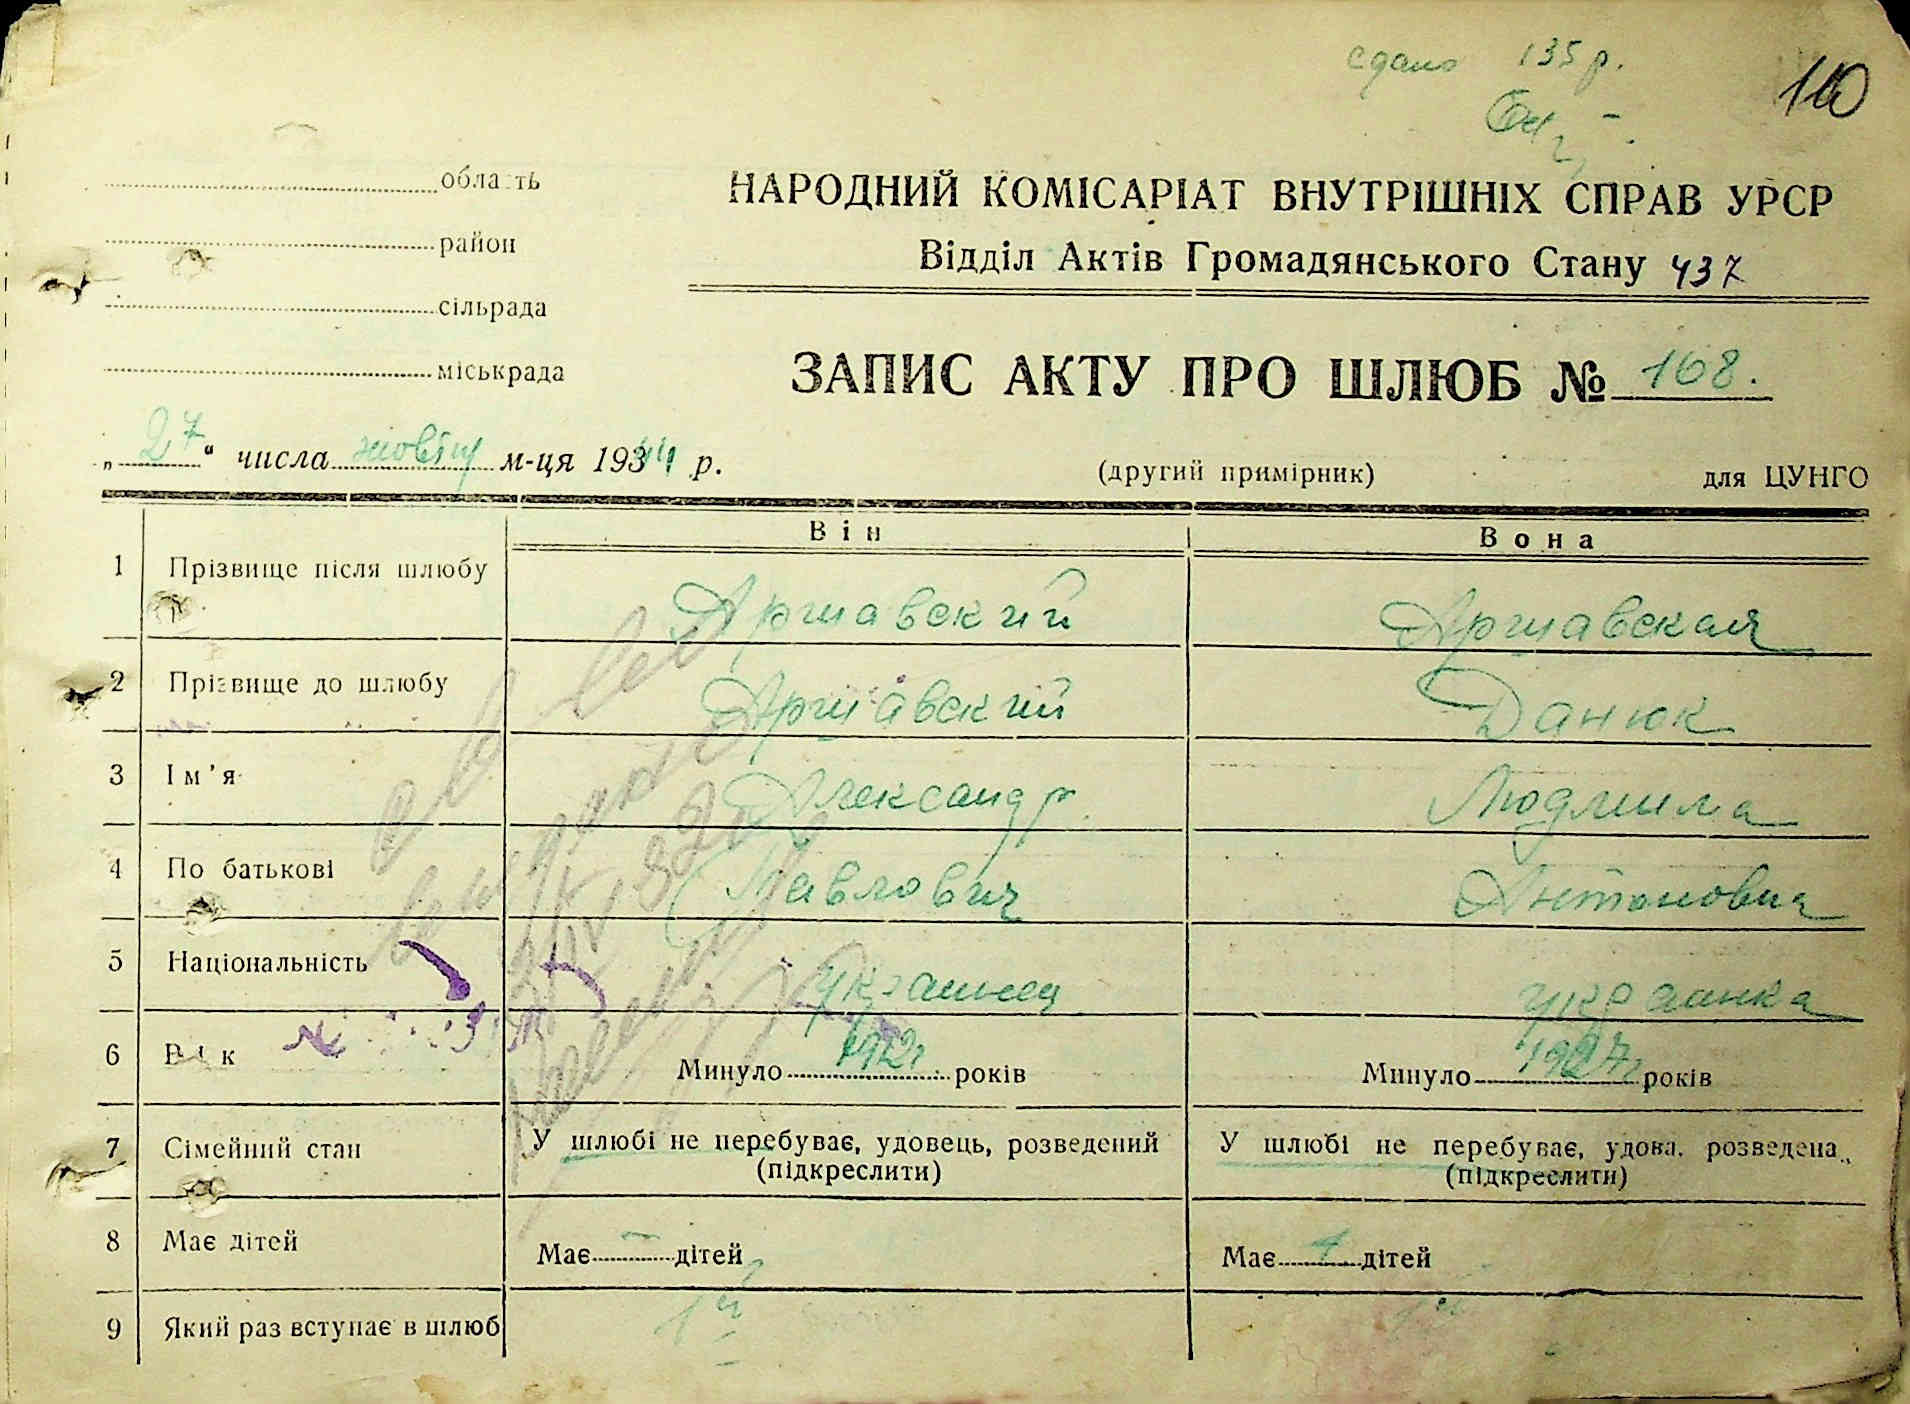 сдано 135 р.
110
область
НАРОДНИЙ КОМІСАРІАТ ВНУТРІШНІХ СПРАВ УРСР
район
Відділ Актів Громадянського Стану 437
сільрада
міськрада
ЗАПИС АКТУ ПРО ШЛЮБ № 168.
„27“ числа м-ця 1944 р.
(другий примірник) для ЦУНГО
Він Вона
1 Прізвище після шлюбу Аршавский Аршавская
2 Прізвище до шлюбу Аршавский Данюк
3 Ім'я Александр Людмила
4 По батькові Павлович Антоновна
5 Національність украинец украинка
6 Вік Минуло років Минуло 1927 років
7 Сімейний стан У шлюбі не перебуває, удовець, розведений У шлюбі не перебуває, удова, розведена
(підкреслити) (підкреслити)
8 Має дітей Має дітей Має дітей
9 Який раз вступає в шлюб 1й 1й